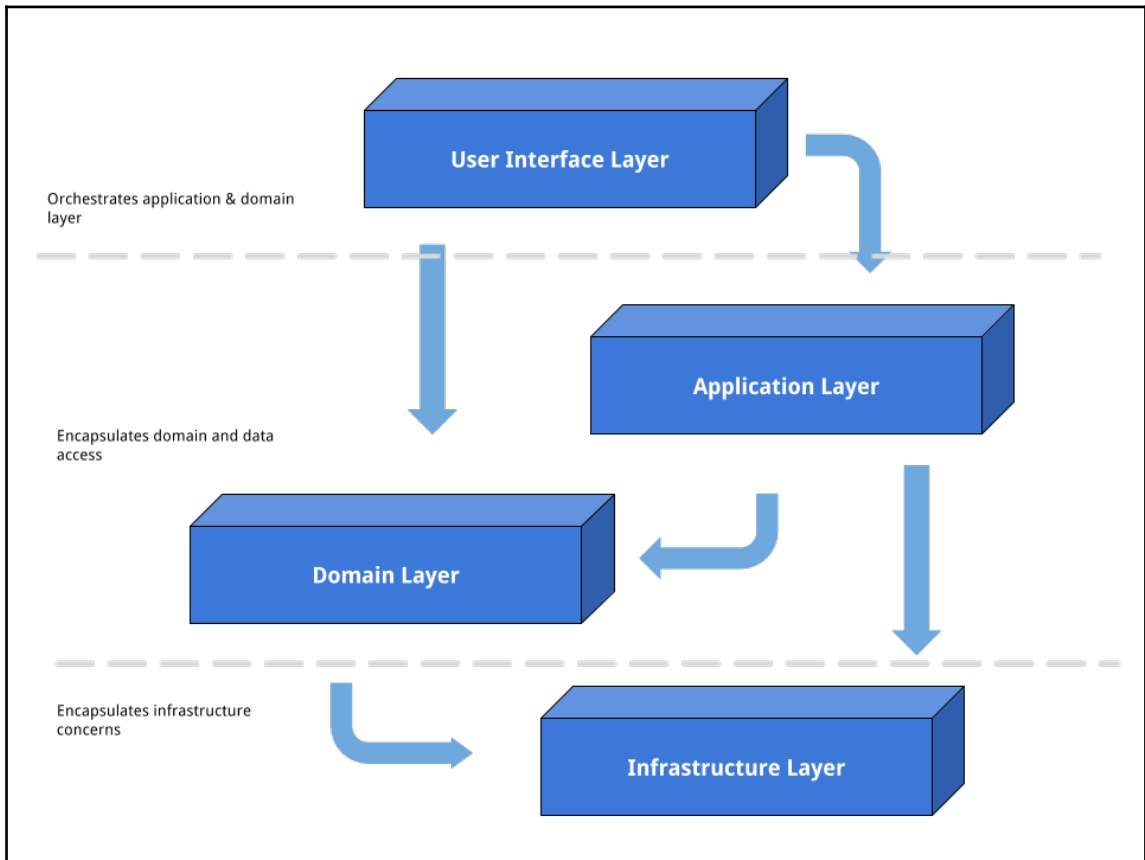 User Interface Layer
Orchestrates application & domain
layer
Application Layer
Encapsulates domain and data
access
Domain Layer
Encapsulates infrastructure
concerns
Infrastructure Layer